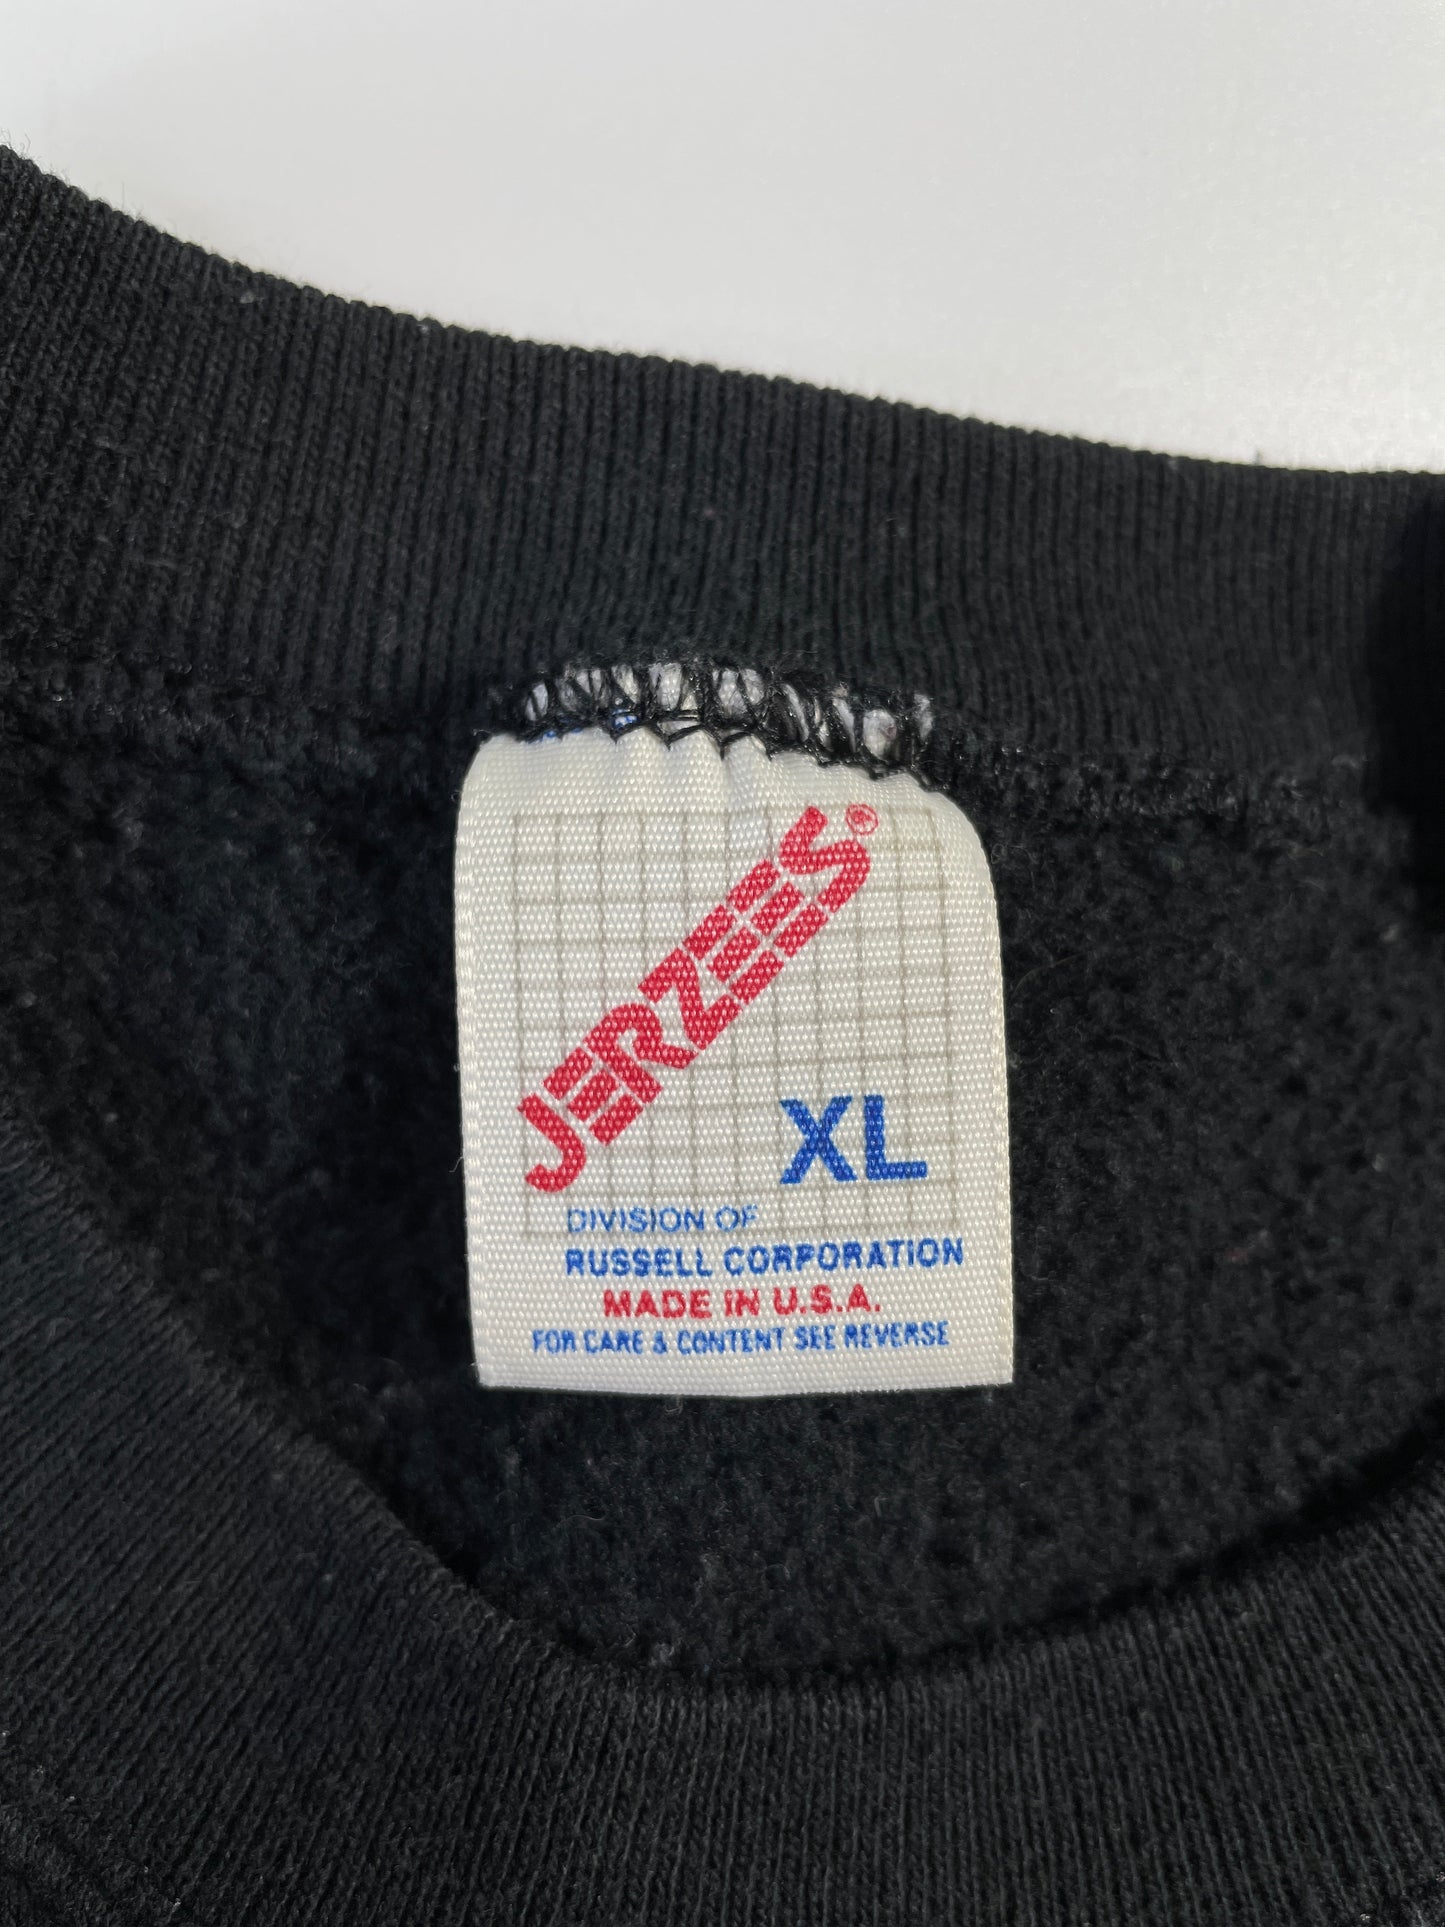 JERZEES®
XL
DIVISION OF
RUSSELL CORPORATION
MADE IN U.S.A.
FOR CARE & CONTENT SEE REVERSE